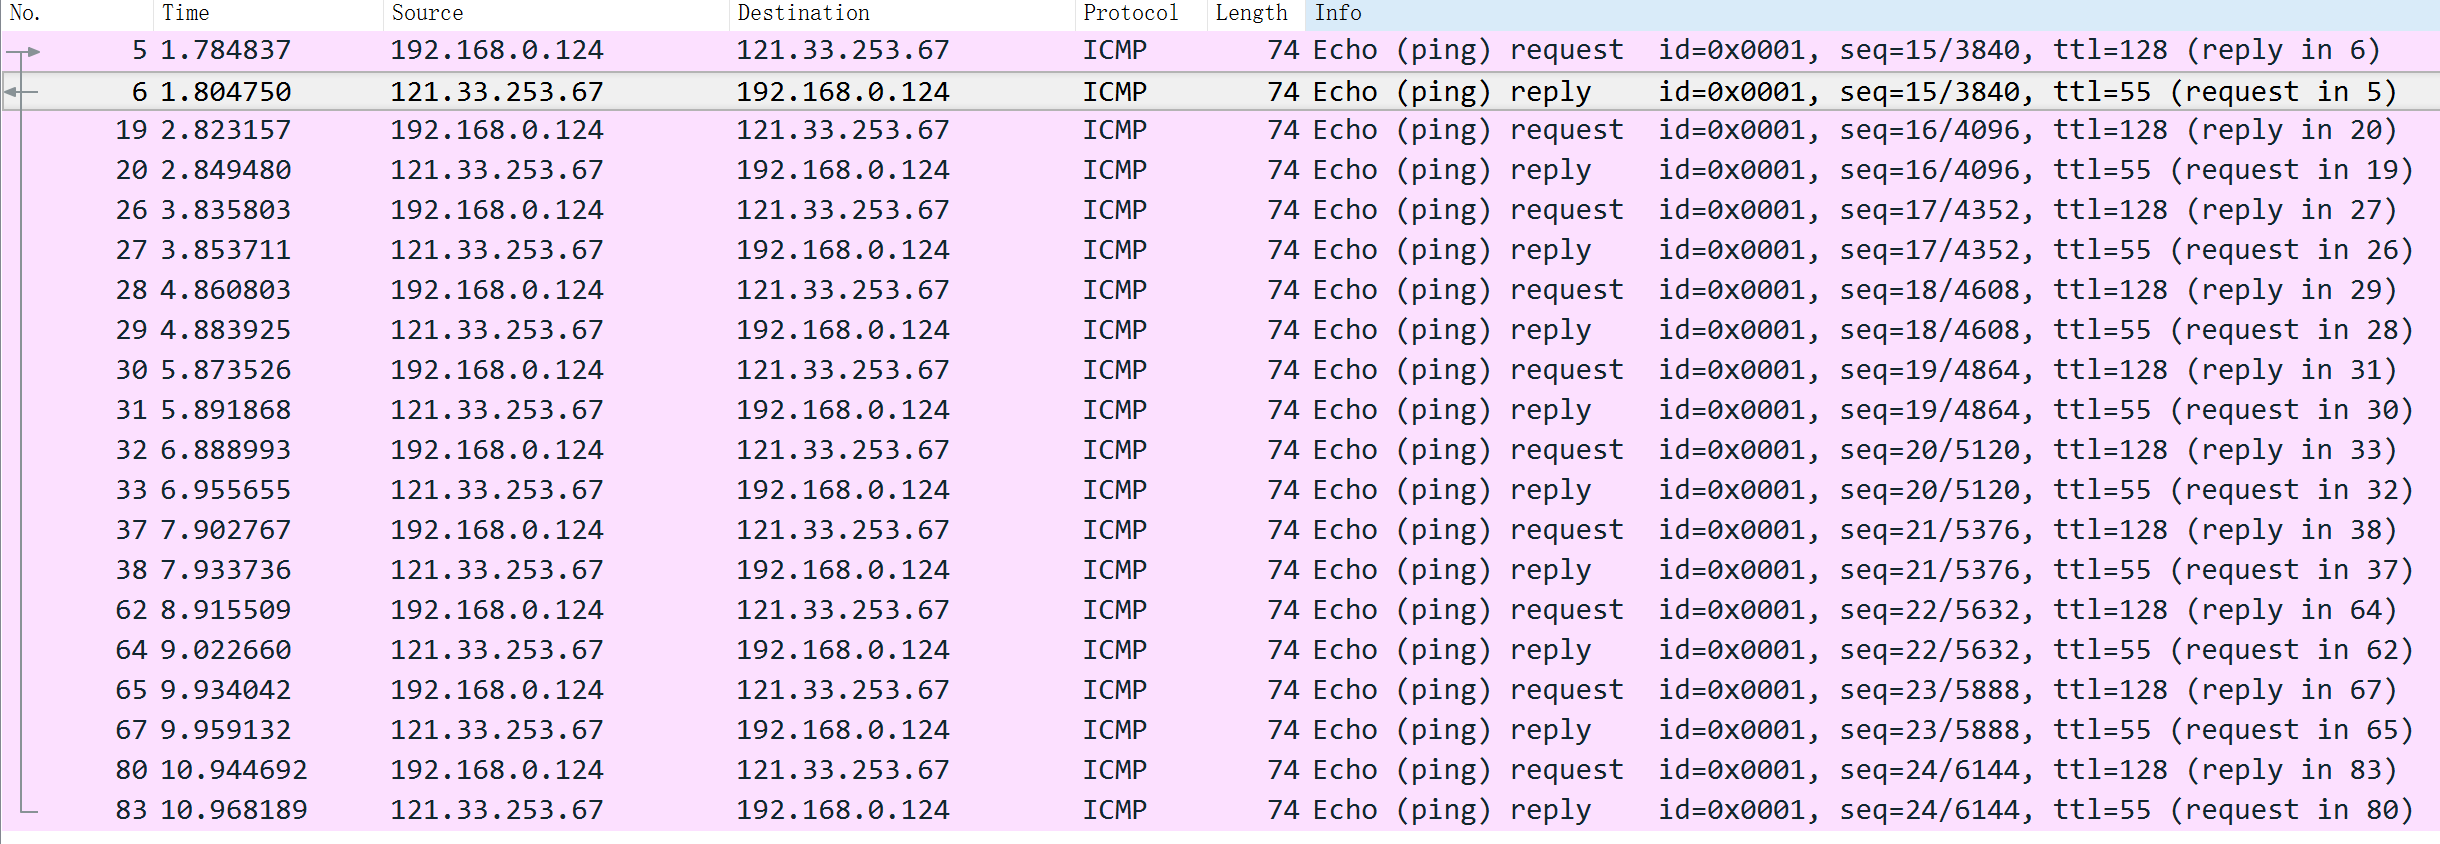 No. Time Source Destination Protocol Length Info
5 1.784837 192.168.0.124 121.33.253.67 ICMP 74 Echo (ping) request id=0x0001, seq=15/3840, ttl=128 (reply in 6)
6 1.804750 121.33.253.67 192.168.0.124 ICMP 74 Echo (ping) reply id=0x0001, seq=15/3840, ttl=55 (request in 5)
19 2.823157 192.168.0.124 121.33.253.67 ICMP 74 Echo (ping) request id=0x0001, seq=16/4096, ttl=128 (reply in 20)
20 2.849480 121.33.253.67 192.168.0.124 ICMP 74 Echo (ping) reply id=0x0001, seq=16/4096, ttl=55 (request in 19)
26 3.835803 192.168.0.124 121.33.253.67 ICMP 74 Echo (ping) request id=0x0001, seq=17/4352, ttl=128 (reply in 27)
27 3.853711 121.33.253.67 192.168.0.124 ICMP 74 Echo (ping) reply id=0x0001, seq=17/4352, ttl=55 (request in 26)
28 4.860803 192.168.0.124 121.33.253.67 ICMP 74 Echo (ping) request id=0x0001, seq=18/4608, ttl=128 (reply in 29)
29 4.883925 121.33.253.67 192.168.0.124 ICMP 74 Echo (ping) reply id=0x0001, seq=18/4608, ttl=55 (request in 28)
30 5.873526 192.168.0.124 121.33.253.67 ICMP 74 Echo (ping) request id=0x0001, seq=19/4864, ttl=128 (reply in 31)
31 5.891868 121.33.253.67 192.168.0.124 ICMP 74 Echo (ping) reply id=0x0001, seq=19/4864, ttl=55 (request in 30)
32 6.888993 192.168.0.124 121.33.253.67 ICMP 74 Echo (ping) request id=0x0001, seq=20/5120, ttl=128 (reply in 33)
33 6.955655 121.33.253.67 192.168.0.124 ICMP 74 Echo (ping) reply id=0x0001, seq=20/5120, ttl=55 (request in 32)
37 7.902767 192.168.0.124 121.33.253.67 ICMP 74 Echo (ping) request id=0x0001, seq=21/5376, ttl=128 (reply in 38)
38 7.933736 121.33.253.67 192.168.0.124 ICMP 74 Echo (ping) reply id=0x0001, seq=21/5376, ttl=55 (request in 37)
62 8.915509 192.168.0.124 121.33.253.67 ICMP 74 Echo (ping) request id=0x0001, seq=22/5632, ttl=128 (reply in 64)
64 9.022660 121.33.253.67 192.168.0.124 ICMP 74 Echo (ping) reply id=0x0001, seq=22/5632, ttl=55 (request in 62)
65 9.934042 192.168.0.124 121.33.253.67 ICMP 74 Echo (ping) request id=0x0001, seq=23/5888, ttl=128 (reply in 67)
67 9.959132 121.33.253.67 192.168.0.124 ICMP 74 Echo (ping) reply id=0x0001, seq=23/5888, ttl=55 (request in 65)
80 10.944692 192.168.0.124 121.33.253.67 ICMP 74 Echo (ping) request id=0x0001, seq=24/6144, ttl=128 (reply in 83)
83 10.968189 121.33.253.67 192.168.0.124 ICMP 74 Echo (ping) reply id=0x0001, seq=24/6144, ttl=55 (request in 80)